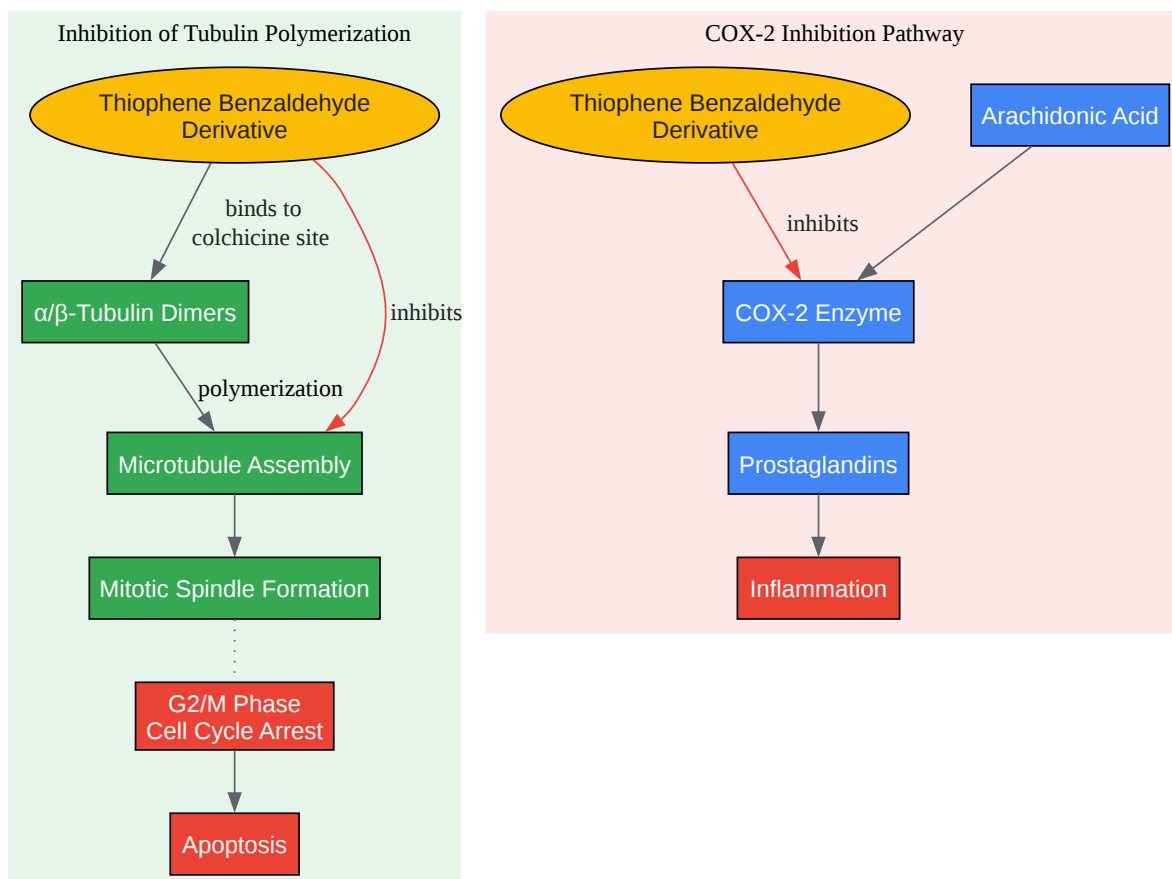 Inhibition of Tubulin Polymerization
Thiophene Benzaldehyde
Derivative
binds to
colchicine site
α/β-Tubulin Dimers
inhibits
polymerization
Microtubule Assembly
Mitotic Spindle Formation
G2/M Phase
Cell Cycle Arrest
Apoptosis
COX-2 Inhibition Pathway
Thiophene Benzaldehyde
Derivative
Arachidonic Acid
inhibits
COX-2 Enzyme
Prostaglandins
Inflammation